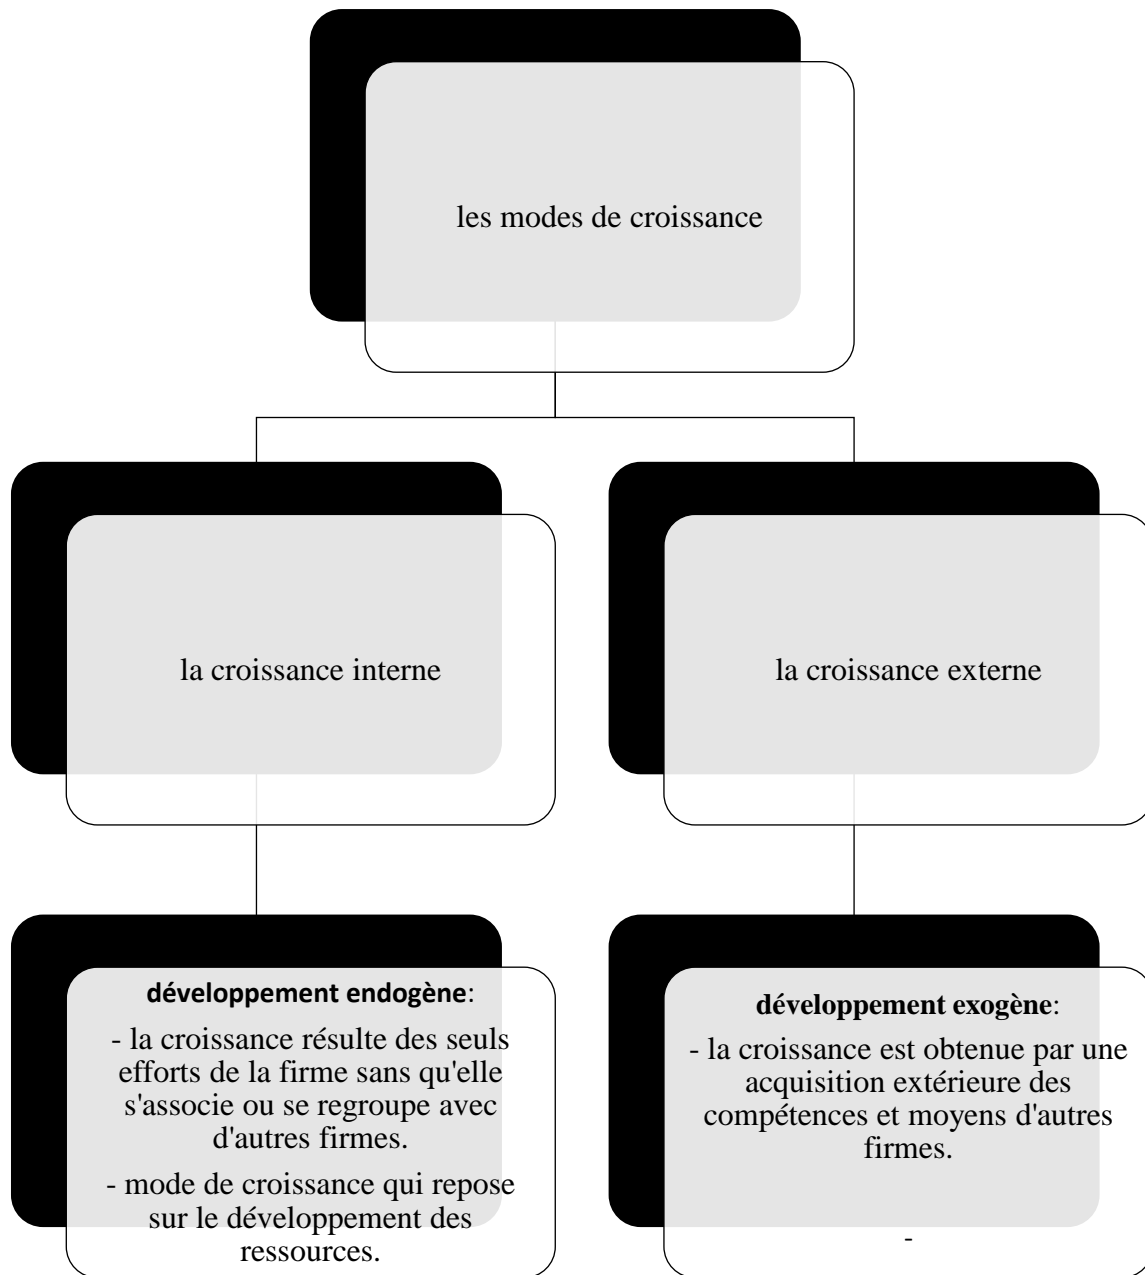 les modes de croissance
la croissance interne
la croissance externe
développement endogène:
- la croissance résulte des seuls
efforts de la firme sans qu'elle
s'associe ou se regroupe avec
d'autres firmes.
- mode de croissance qui repose
sur le développement des
ressources.
développement exogène:
- la croissance est obtenue par une
acquisition extérieure des
compétences et moyens d'autres
firmes.
-